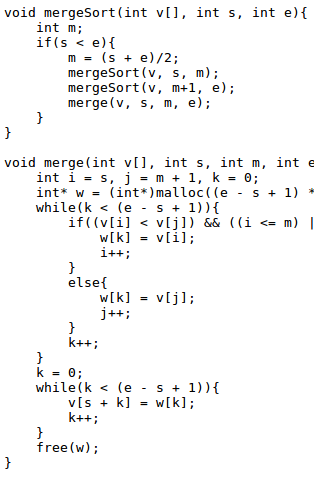 void mergeSort(int v[], int s, int e){
    int m;
    if(s < e){
        m = (s + e)/2;
        mergeSort(v, s, m);
        mergeSort(v, m+1, e);
        merge(v, s, m, e);
    }
}

void merge(int v[], int s, int m, int e
    int i = s, j = m + 1, k = 0;
    int* w = (int*)malloc((e - s + 1) *
    while(k < (e - s + 1)){
        if((v[i] < v[j]) && ((i <= m) |
            w[k] = v[i];
            i++;
        }
        else{
            w[k] = v[j];
            j++;
        }
        k++;
    }
    k = 0;
    while(k < (e - s + 1)){
        v[s + k] = w[k];
        k++;
    }
    free(w);
}